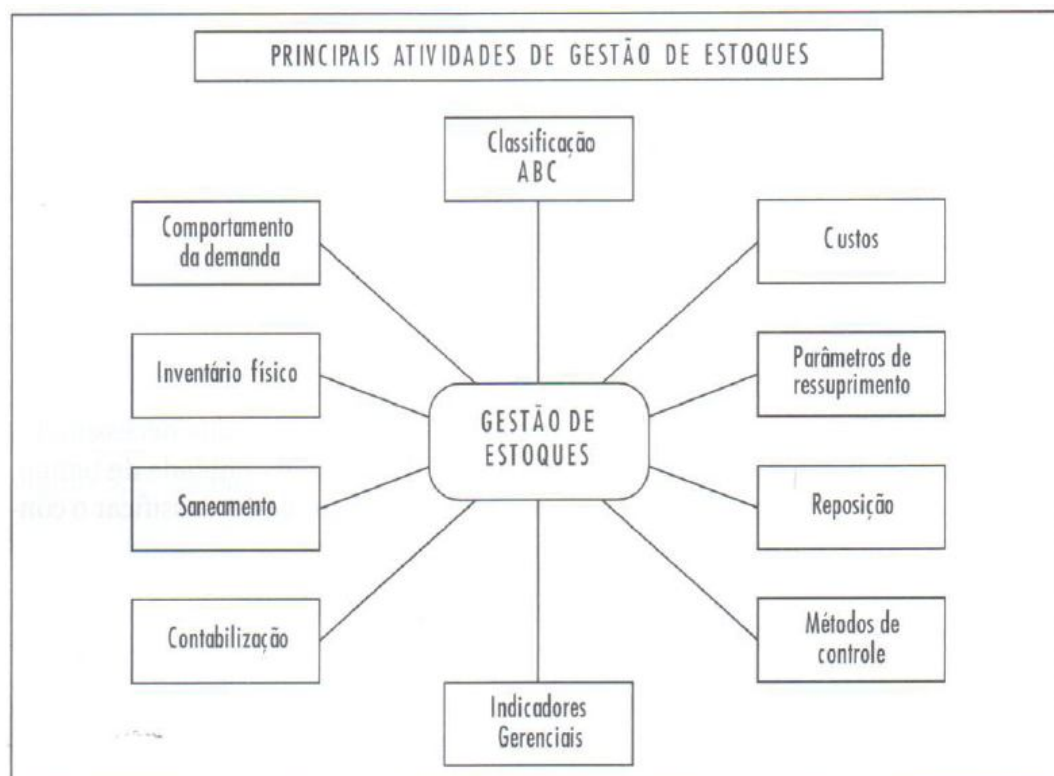 PRINCIPAIS ATIVIDADES DE GESTÃO DE ESTOQUES
Classificação
ABC
Comportamento
da demanda
Custos
Inventário físico
Parâmetros de
ressuprimento
GESTÃO DE
ESTOQUES
Saneamento
Reposição
Contabilização
Métodos de
controle
Indicadores
Gerenciais